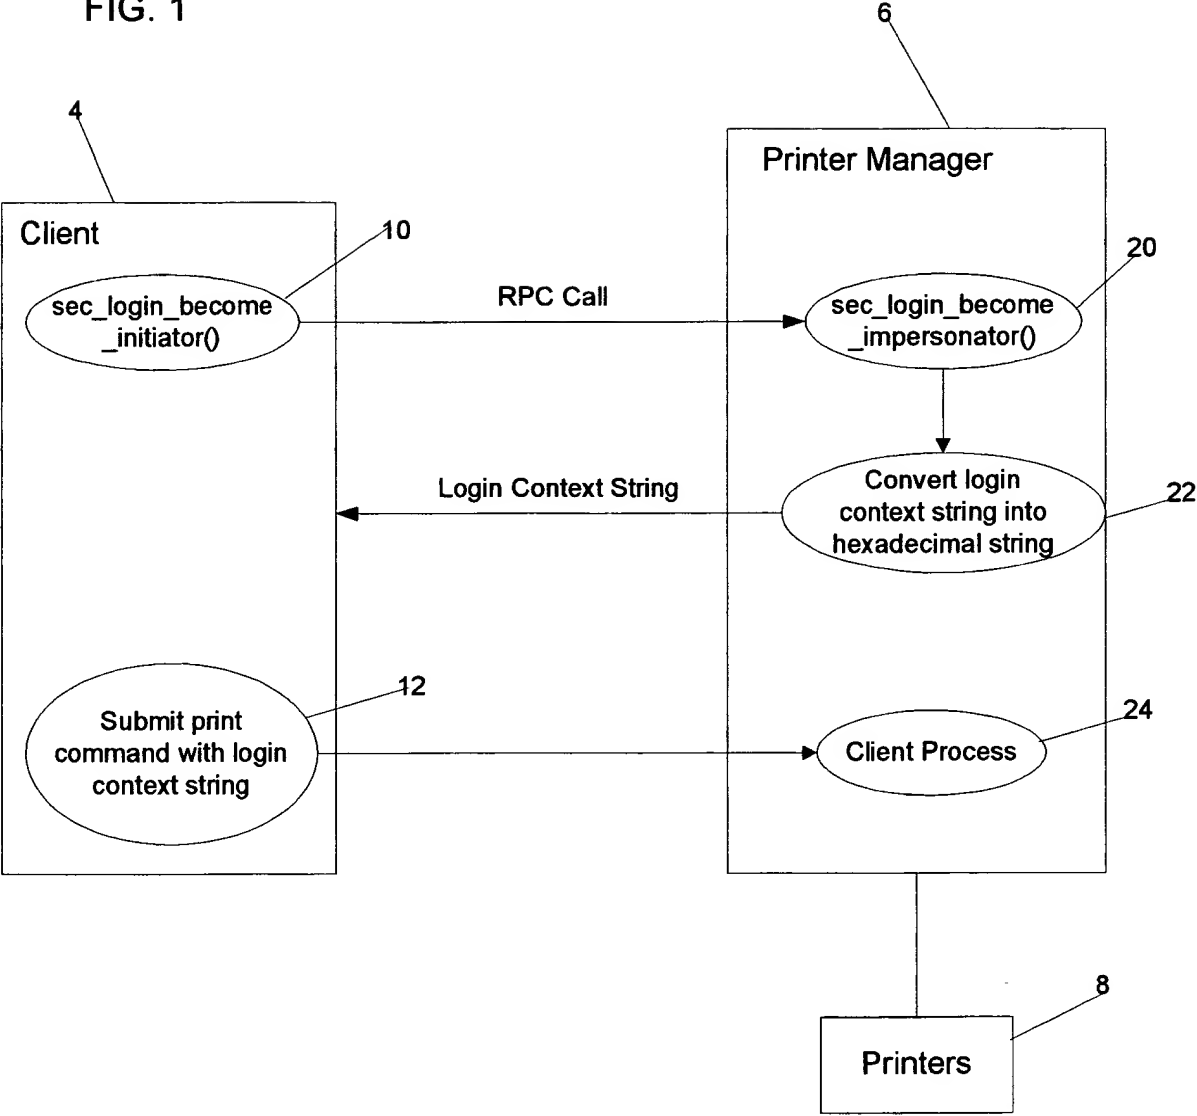 FIG. 1
6
4
Printer Manager
Client
10
20
sec_login_become
_initiator()
RPC Call
sec_login_become
_impersonator()
Login Context String
Convert login
context string into
hexadecimal string
22
12
Submit print
command with login
context string
24
Client Process
8
Printers